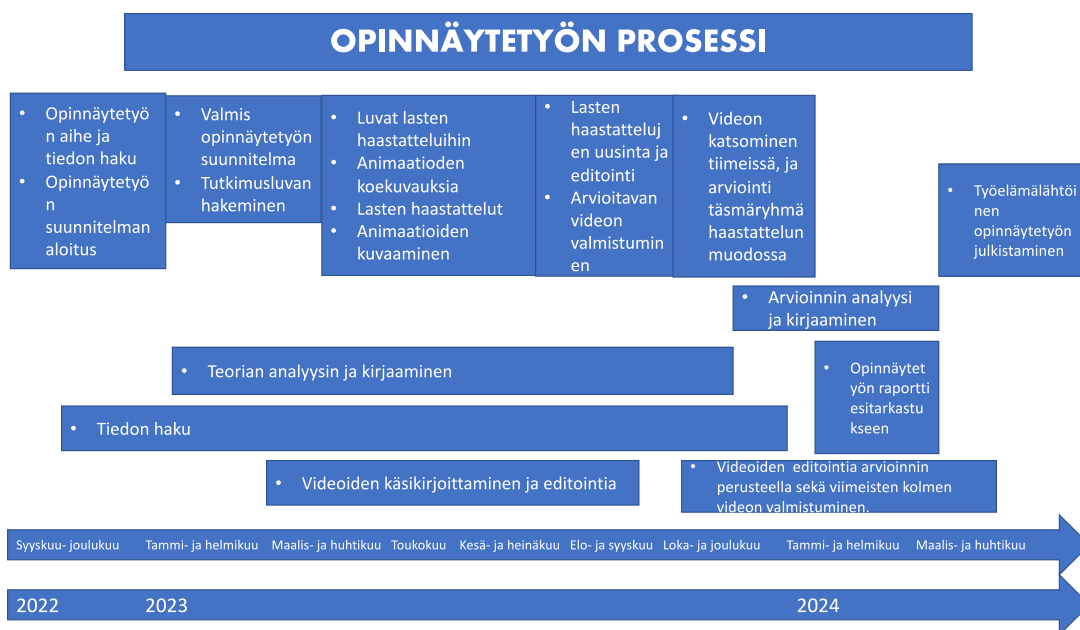 OPINNÄYTETYÖN PROSESSI
• Opinnäytetyö
n aihe ja
tiedon haku
• Opinnäytetyö
n
suunnitelman
aloitus
• Valmis
opinnäytetyön
suunnitelma
• Tutkimusluvan
hakeminen
• Luvat lasten
haastatteluihin
• Animaatioden
koekuvauksia
• Lasten haastattelut
• Animaatioiden
kuvaaminen
• Lasten
haastatteluj
en uusinta ja
editointi
• Arvioitavan
videon
valmistumin
en
• Videon
katsominen
tiimeissä, ja
arviointi
täsmäryhmä
haastattelun
muodossa
• Työelämälähtöi
nen
opinnäytetyön
julkistaminen
• Arvioinnin analyysi
ja kirjaaminen
• Teorian analyysin ja kirjaaminen
• Opinnäytet
yön raportti
esitarkastu
kseen
• Tiedon haku
• Videoiden käsikirjoittaminen ja editointia
• Videoiden editointia arvioinnin
perusteella sekä viimeisten kolmen
videon valmistuminen.
Syyskuu- joulukuu Tammi- ja helmikuu Maalis- ja huhtikuu Toukokuu Kesä- ja heinäkuu Elo- ja syyskuu Loka- ja joulukuu Tammi- ja helmikuu Maalis- ja huhtikuu
2022 2023 2024